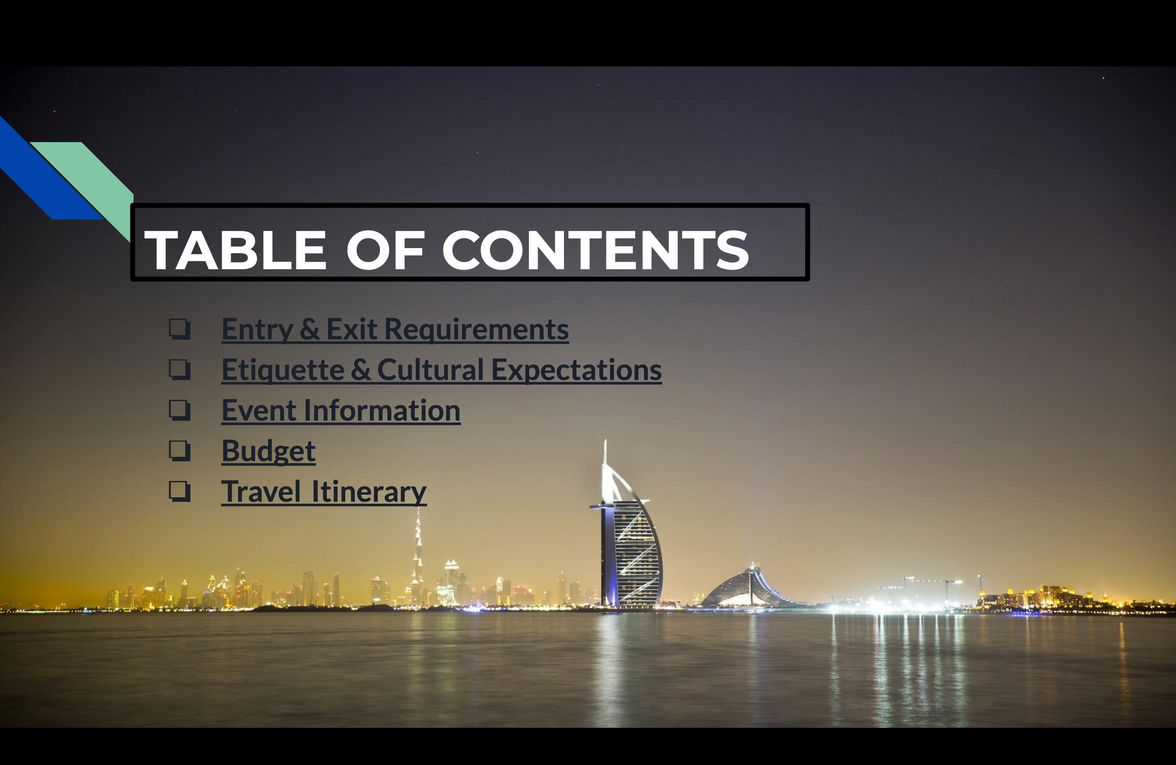 TABLE OF CONTENTS
❏ Entry & Exit Requirements
❏ Etiquette & Cultural Expectations
❏ Event Information
❏ Budget
❏ Travel Itinerary